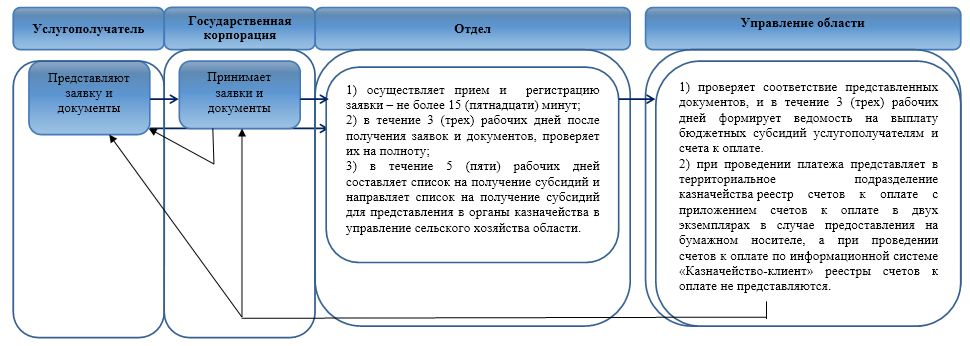 Услугополучатель
Государственная
корпорация
Отдел
Управление области
Представляют
заявку и
документы
Принимает
заявки и
документы
1) осуществляет прием и регистрацию
заявки – не более 15 (пятнадцати) минут;
2) в течение 3 (трех) рабочих дней после
получения заявок и документов, проверяет
их на полноту;
3) в течение 5 (пяти) рабочих дней
составляет список на получение субсидий и
направляет список на получение субсидий
для представления в органы казначейства в
управление сельского хозяйства области.
1) проверяет соответствие представленных
документов, и в течение 3 (трех) рабочих
дней формирует ведомость на выплату
бюджетных субсидий услугополучателям и
счета к оплате.
2) при проведении платежа представляет в
территориальное подразделение
казначейства реестр счетов к оплате с
приложением счетов к оплате в двух
экземплярах в случае предоставления на
бумажном носителе, а при проведении
счетов к оплате по информационной системе
«Казначейство-клиент» реестры счетов к
оплате не представляются.